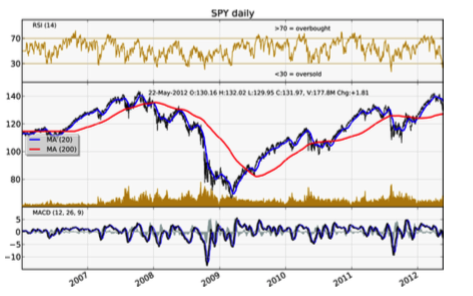 SPY daily
RSI (14)
>70 = overbought
70
30
<30 = oversold
22-May-2012 O:130.16 H:132.02 L:129.95 C:131.97, V:177.8M Chg:+1.81
140
120
100
80
MA (20)
MA (200)
MACD (12, 26, 9)
5
0
−5
−10
2007
2008
2009
2010
2011
2012